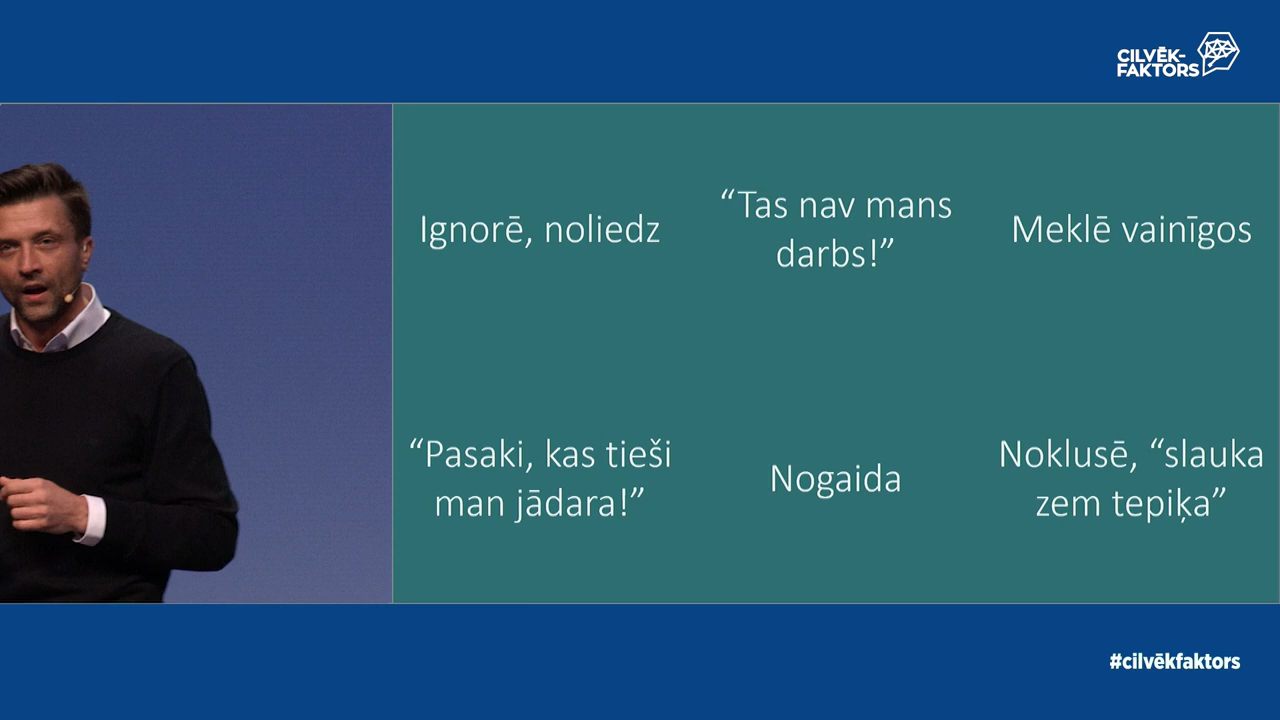 CILVĒK-
FAKTORS
Ignorē, noliedz
“Tas nav mans
darbs!”
Meklē vainīgos
“Pasaki, kas tieši
man jādara!”
Nogaida
Noklusē, “slauka
zem tepiķa”
#cilvēkfaktors